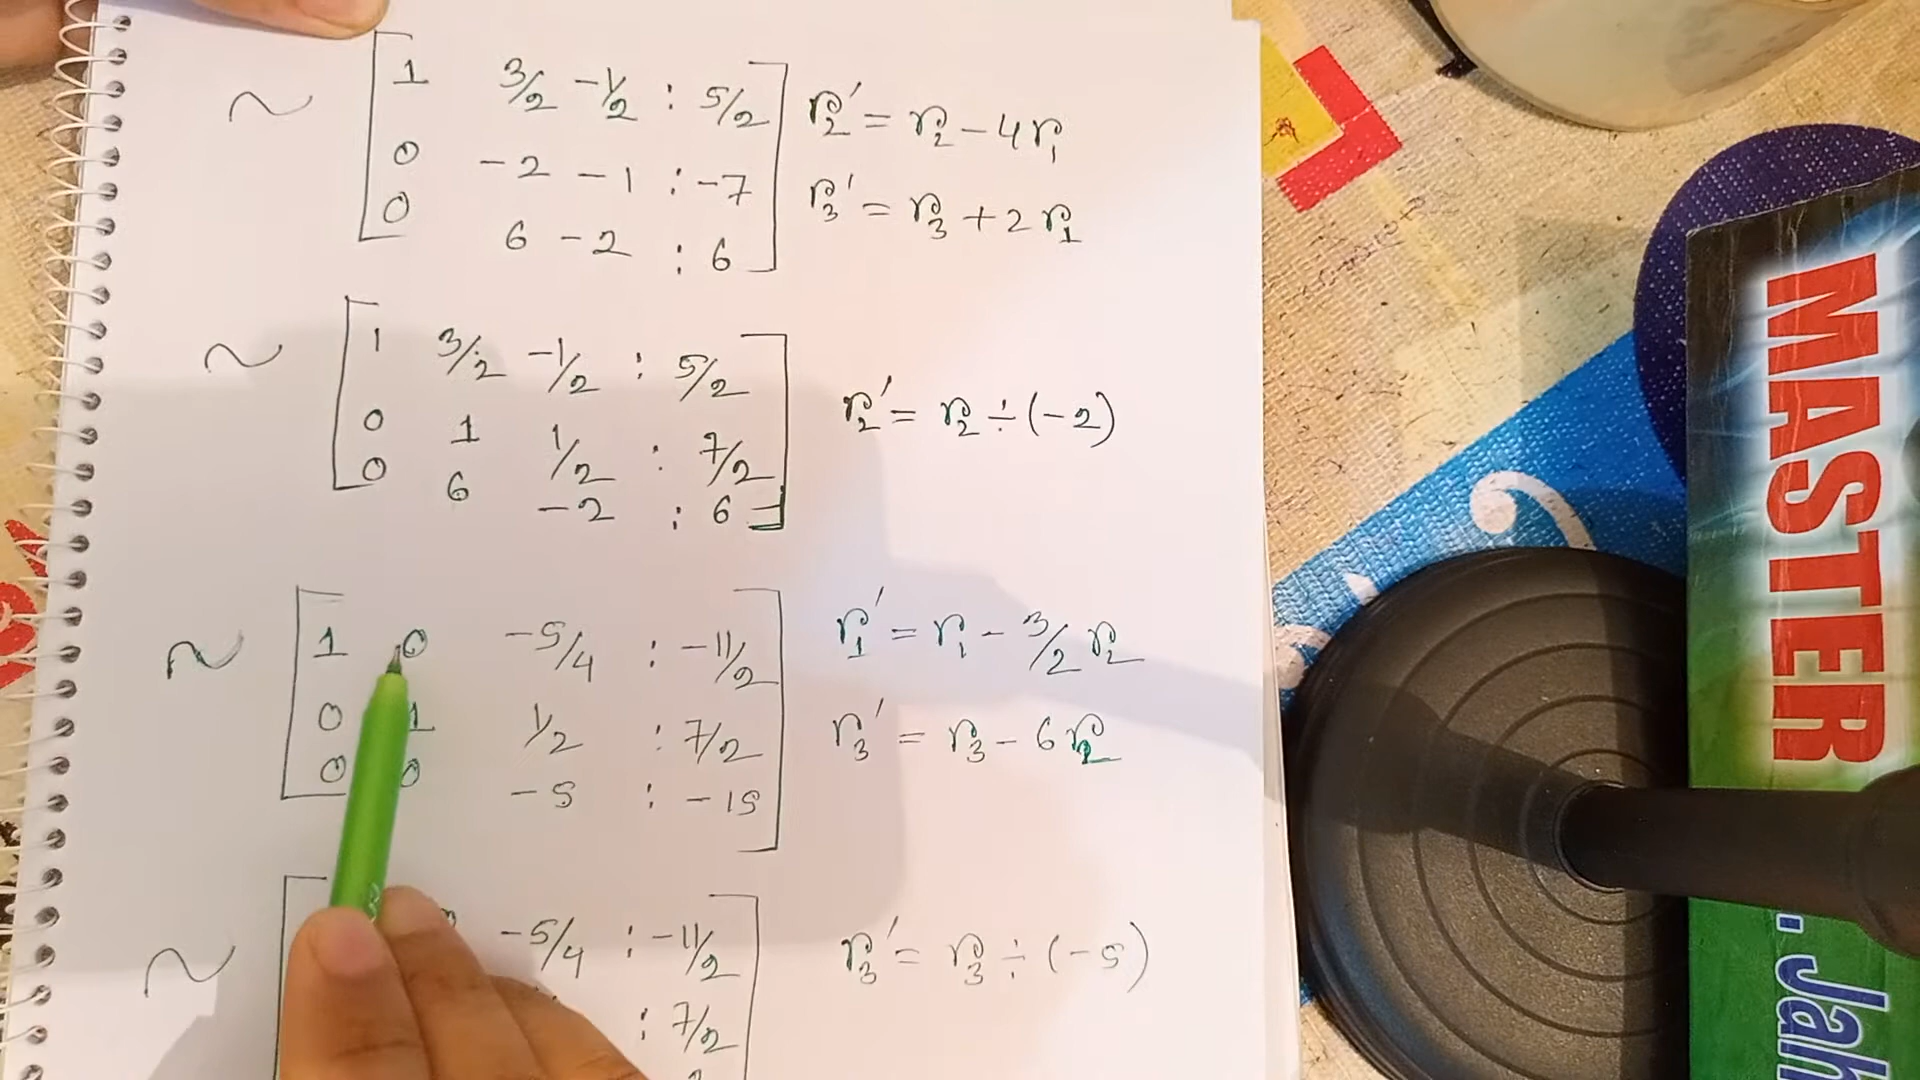 ~ [ 1 3/2 -1/2 : 5/2 ] r2' = r2 - 4r1
0 -2 -1 : -7 r3' = r3 + 2r1
0 6 -2 : 6
~ [ 1 3/2 -1/2 : 5/2 ]
0 1 1/2 : 7/2 r2' = r2 ÷ (-2)
0 6 -2 : 6
~ [ 1 0 -5/4 : -11/2 ] r1' = r1 - 3/2 r2
0 1 1/2 : 7/2 r3' = r3 - 6r2
0 0 -5 : -15
~ [ -5/4 : -11/2 ] r3' = r3 ÷ (-5)
: 7/2
MASTER
. Jah